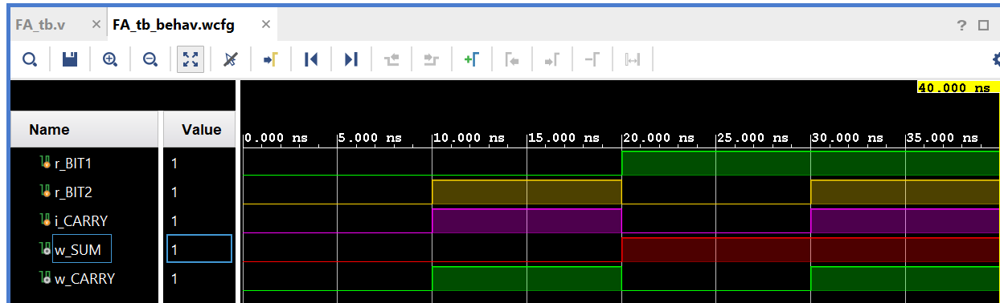 FA_tb.v × FA_tb_behav.wcfg × ?
40.000 ns
Name Value
0.000 ns 5.000 ns 10.000 ns 15.000 ns 20.000 ns 25.000 ns 30.000 ns 35.000 ns
r_BIT1 1
r_BIT2 1
i_CARRY 1
w_SUM 1
w_CARRY 1